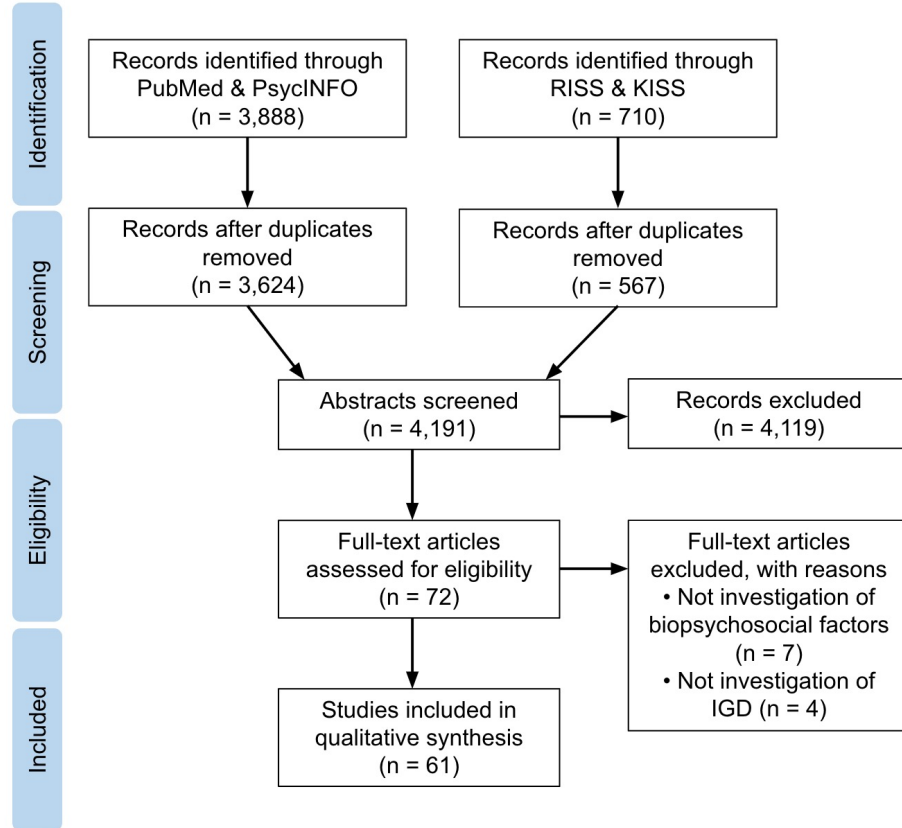 Identification
Records identified through
PubMed & PsycINFO
(n = 3,888)
Records identified through
RISS & KISS
(n = 710)
Screening
Records after duplicates
removed
(n = 3,624)
Records after duplicates
removed
(n = 567)
Abstracts screened
(n = 4,191)
Records excluded
(n = 4,119)
Eligibility
Full-text articles
assessed for eligibility
(n = 72)
Full-text articles
excluded, with reasons
• Not investigation of
biopsychosocial factors
(n = 7)
• Not investigation of
IGD (n = 4)
Included
Studies included in
qualitative synthesis
(n = 61)